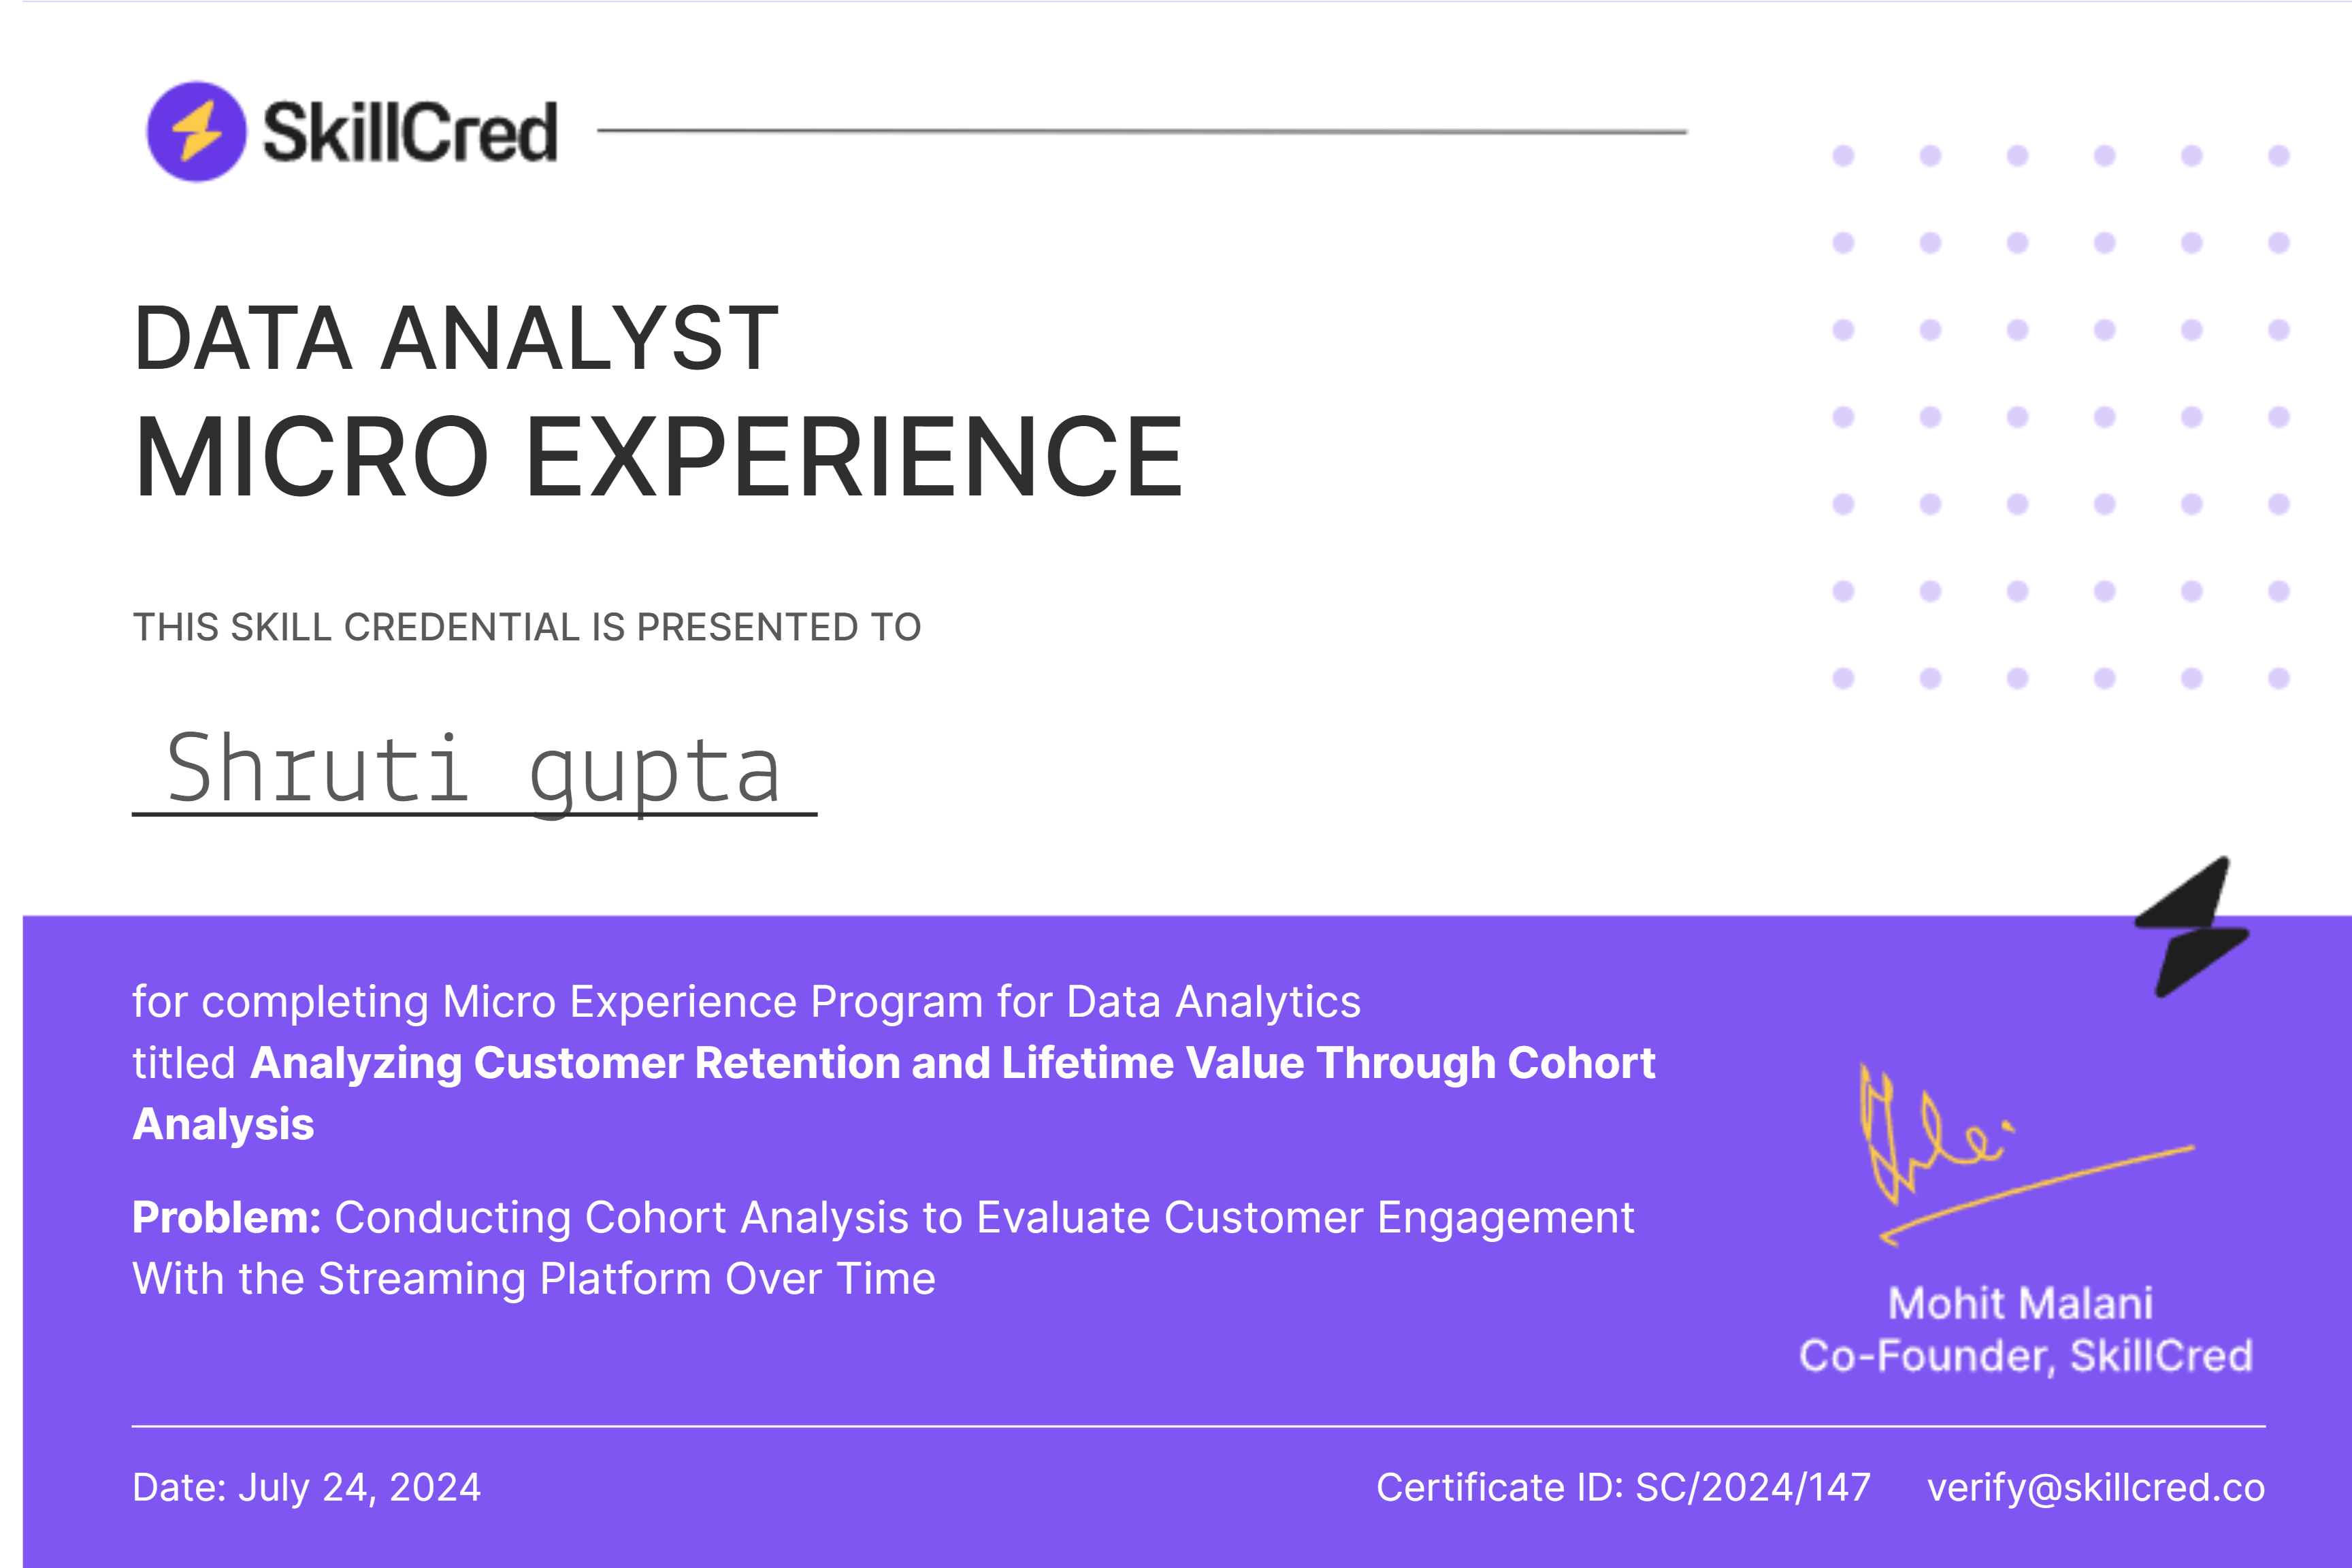 SkillCred
DATA ANALYST
MICRO EXPERIENCE
THIS SKILL CREDENTIAL IS PRESENTED TO
Shruti gupta
for completing Micro Experience Program for Data Analytics
titled Analyzing Customer Retention and Lifetime Value Through Cohort
Analysis
Problem: Conducting Cohort Analysis to Evaluate Customer Engagement
With the Streaming Platform Over Time
Mohit Malani
Co-Founder, SkillCred
Date: July 24, 2024
Certificate ID: SC/2024/147
verify@skillcred.co